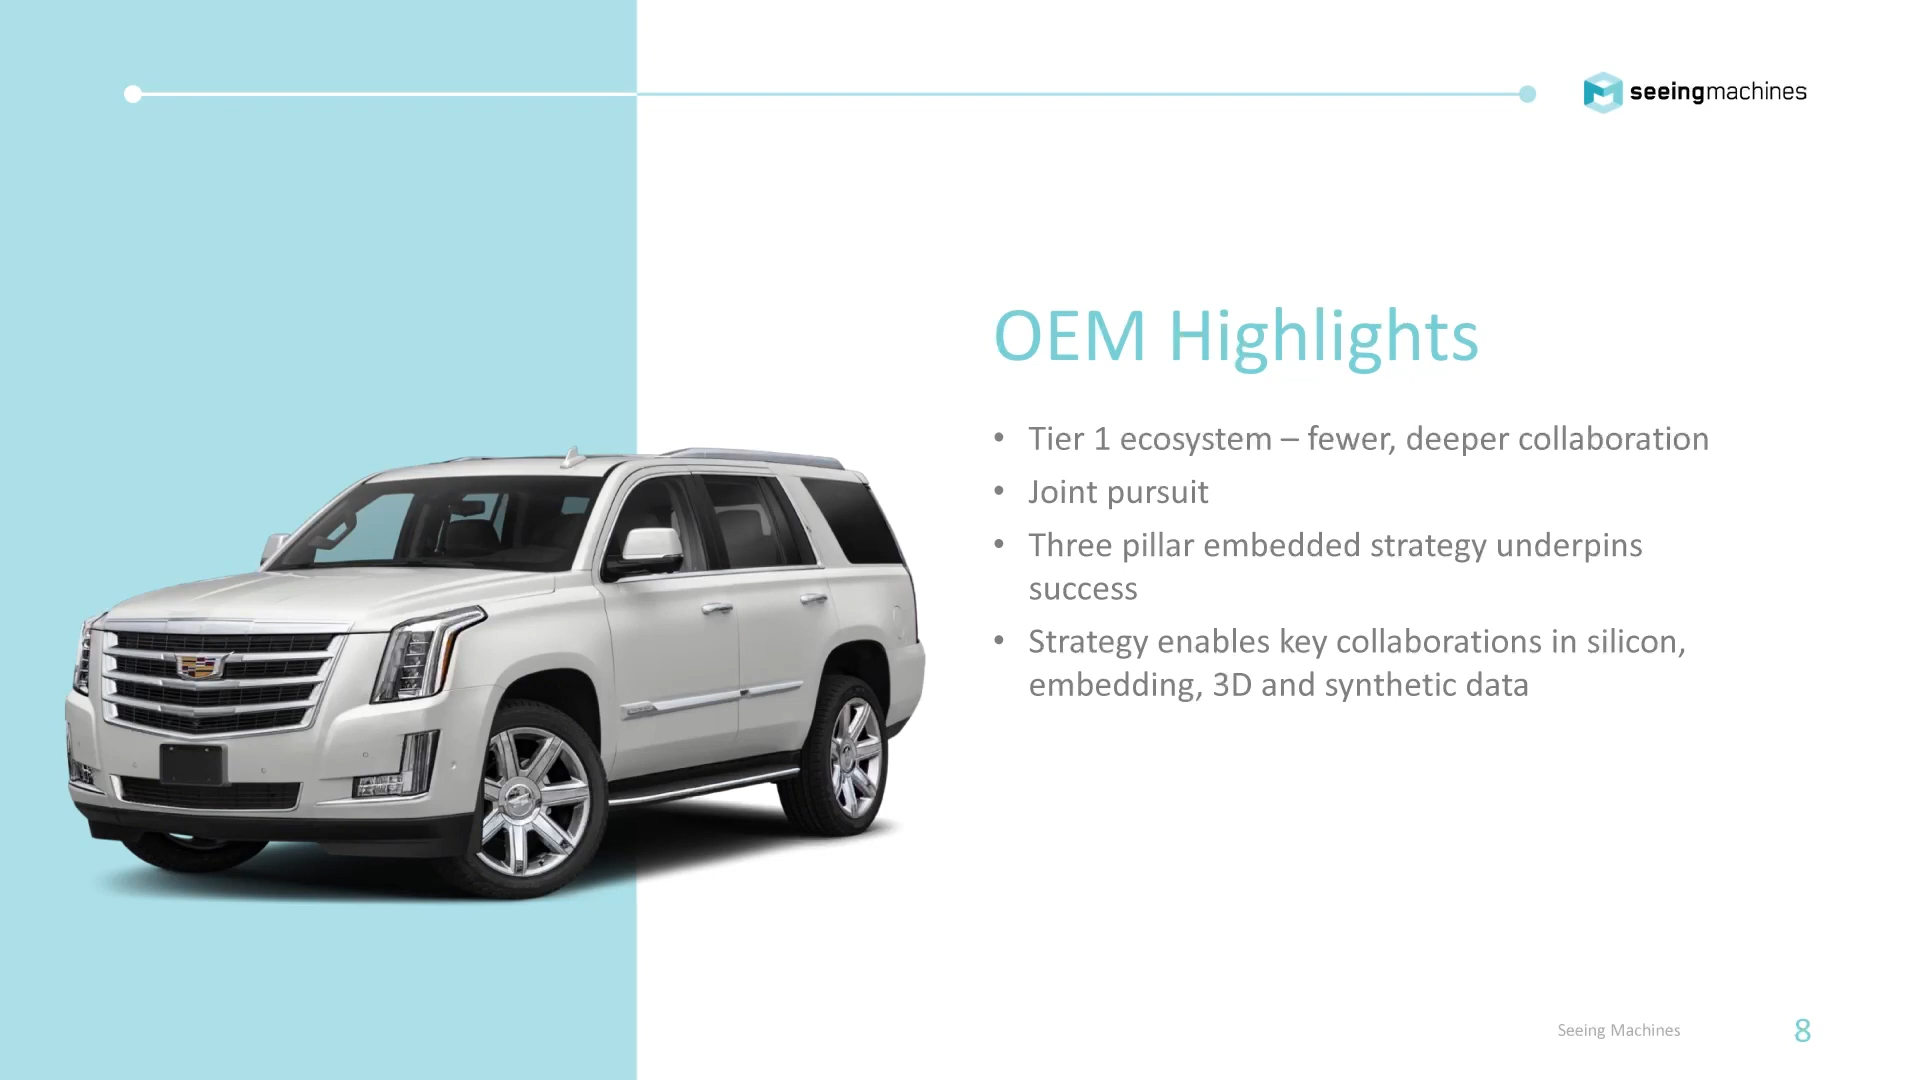 seeingmachines
OEM Highlights
• Tier 1 ecosystem – fewer, deeper collaboration
• Joint pursuit
• Three pillar embedded strategy underpins
success
• Strategy enables key collaborations in silicon,
embedding, 3D and synthetic data
Seeing Machines
8